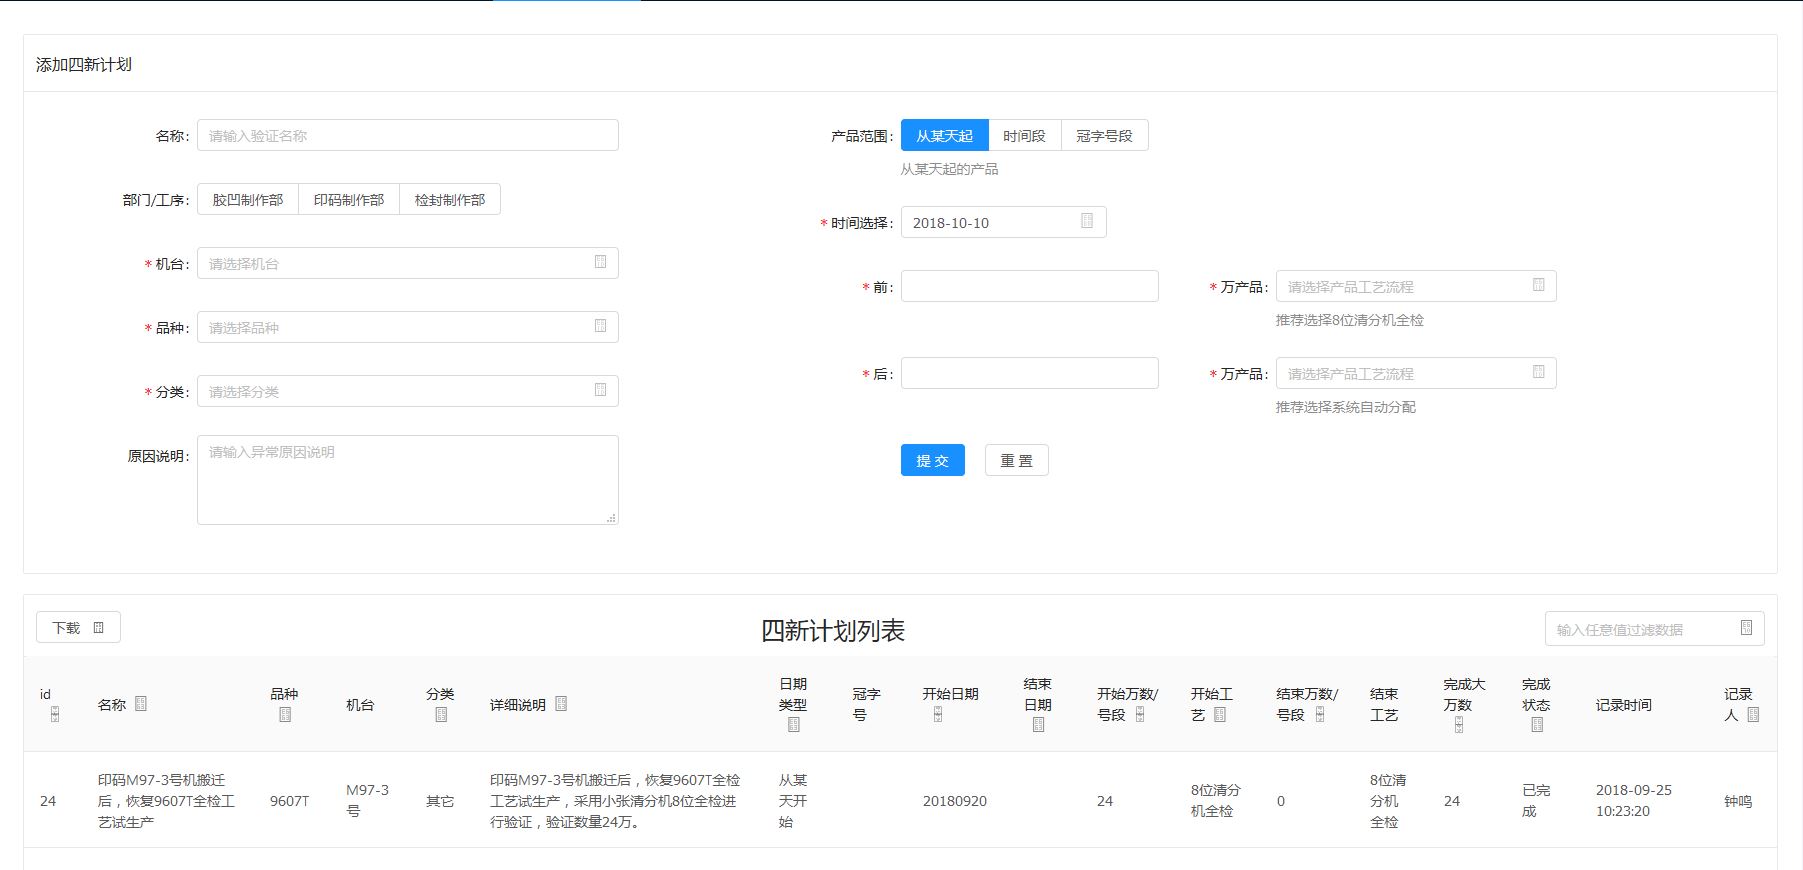 添加四新计划
名称: 请输入验证名称
产品范围: 从某天起 时间段 冠字号段
从某天起的产品
部门/工序: 胶凹制作部 印码制作部 检封制作部
* 时间选择: 2018-10-10
* 机台: 请选择机台
* 前: * 万产品: 请选择产品工艺流程
推荐选择8位清分机全检
* 品种: 请选择品种
* 后: * 万产品: 请选择产品工艺流程
推荐选择系统自动分配
* 分类: 请选择分类
原因说明: 请输入异常原因说明
提 交 重 置
下载 四新计划列表 输入任意值过滤数据
id
名称
品种
机台
分类
详细说明
日期
类型
冠字
号
开始日期
结束
日期
开始万数/
号段
开始工
艺
结束万数/
号段
结束
工艺
完成大
万数
完成
状态
记录时间
记录
人
24
印码M97-3号机搬迁
后，恢复9607T全检工
艺试生产
9607T
M97-3
号
其它
印码M97-3号机搬迁后，恢复9607T全检
工艺试生产，采用小张清分机8位全检进
行验证，验证数量24万。
从某
天开
始
20180920
24
8位清分
机全检
0
8位清
分机
全检
24
已完
成
2018-09-25
10:23:20
钟鸣